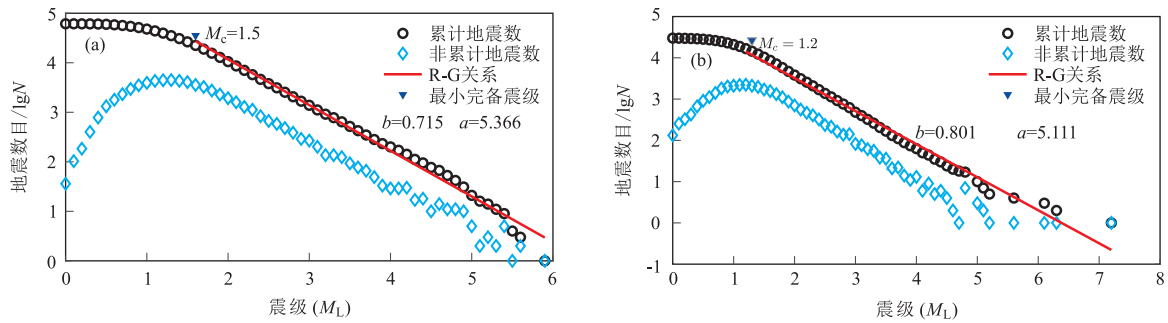 5
4
3
2
1
0
地震数目/lgN
(a)
Mc=1.5
累计地震数
非累计地震数
R-G关系
最小完备震级
b=0.715 a=5.366
0 1 2 3 4 5 6
震级 (ML)
5
4
3
2
1
0
-1
地震数目/lgN
(b)
Mc = 1.2
累计地震数
非累计地震数
R-G关系
最小完备震级
b=0.801 a=5.111
0 1 2 3 4 5 6 7 8
震级 (ML)